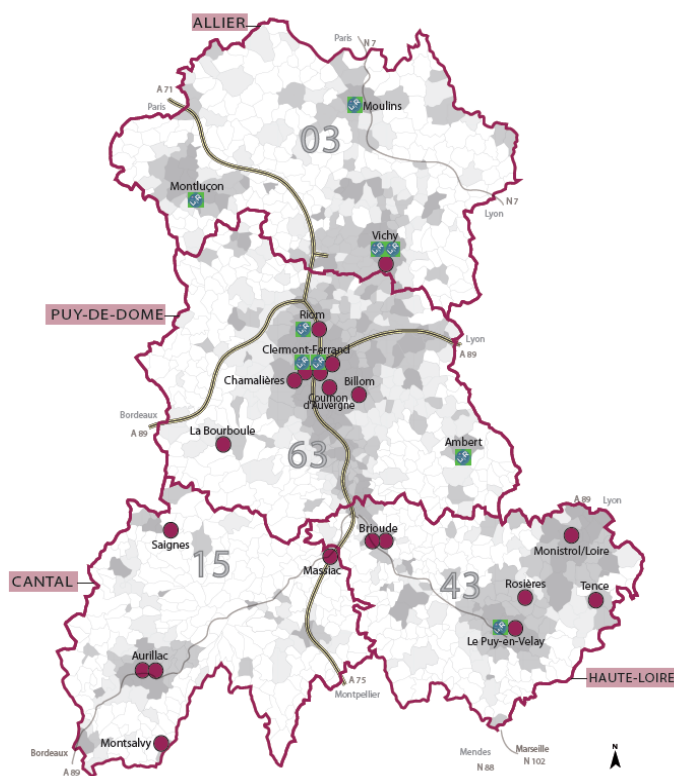 ALLIER
Paris
N 7
A 71
Paris
Moulins
03
Montluçon
N 7
Lyon
Vichy
PUY-DE-DOME
Riom
Clermont-Ferrand
Lyon
A 89
Chamalières
Billom
Cournon
d'Auvergne
Bordeaux
A 89
La Bourboule
63
Ambert
A 89
Lyon
Saignes
15
Brioude
Monistrol/Loire
Massiac
CANTAL
43
Rosières
Tence
Le Puy-en-Velay
Aurillac
A 75
Montpellier
HAUTE-LOIRE
Montsalvy
Bordeaux
A 89
Mendes
N 88
Marseille
N 102
N